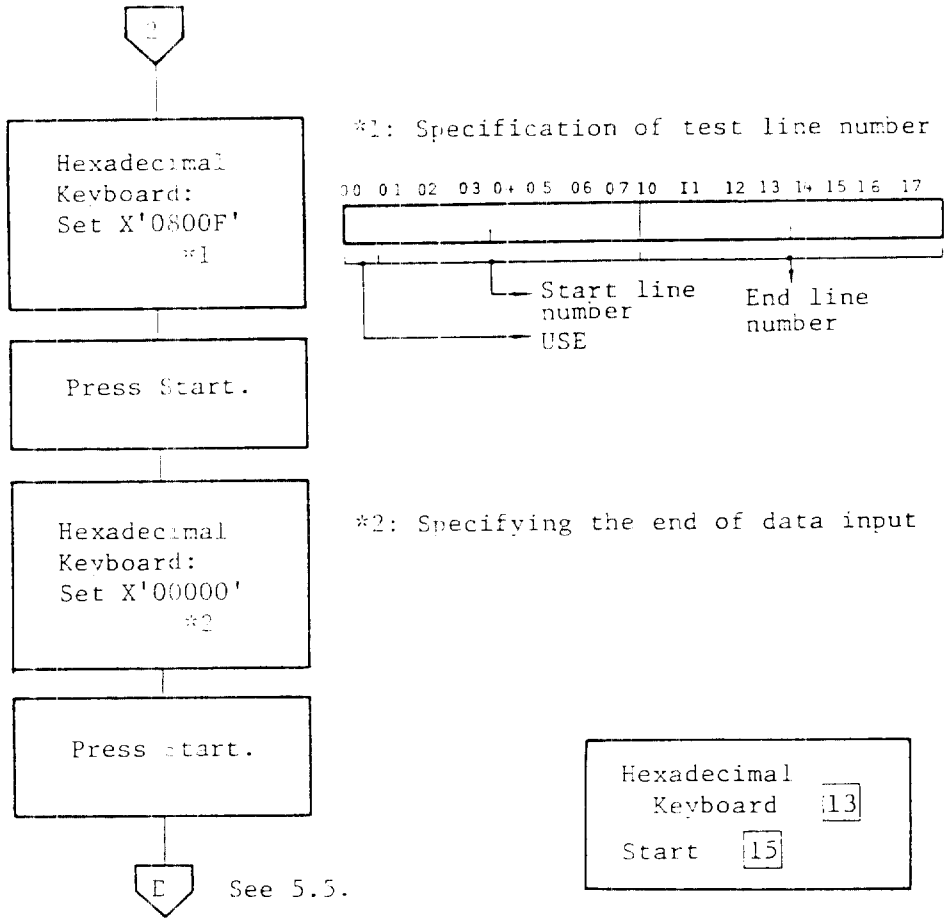 2
Hexadecimal
Keyboard:
Set X'0800F'
*1
*1: Specification of test line number
00 01 02 03 04 05 06 07 10 11 12 13 14 15 16 17
Start line
number
USE
End line
number
Press Start.
Hexadecimal
Keyboard:
Set X'00000'
*2
*2: Specifying the end of data input
Press Start.
See 5.5.
Hexadecimal
Keyboard 13
Start 15